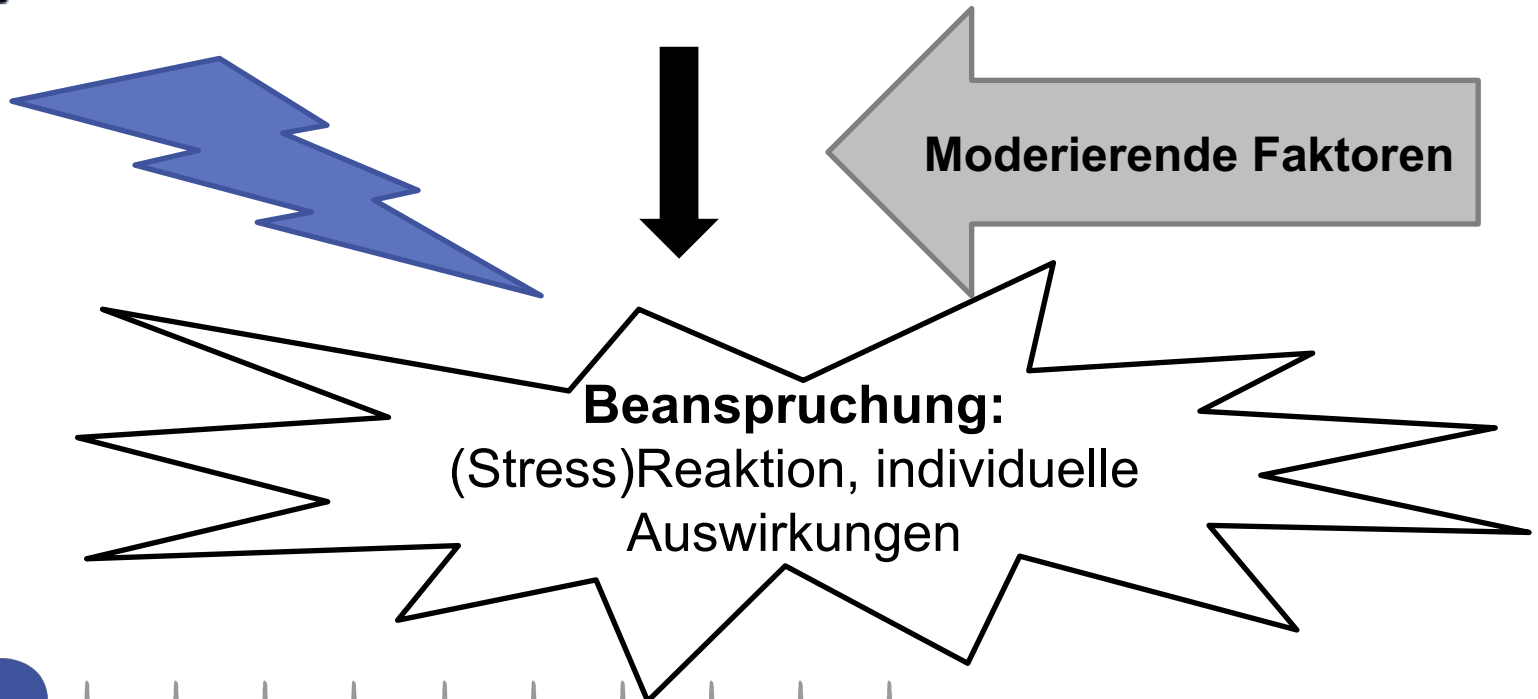 Moderierende Faktoren
Beanspruchung:
(Stress)Reaktion, individuelle
Auswirkungen